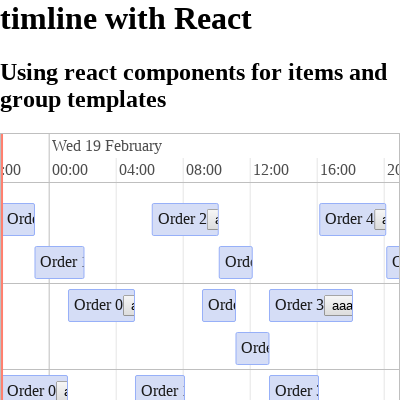 timline with React
Using react components for items and
group templates
Wed 19 February
:00 00:00 04:00 08:00 12:00 16:00 20
Orde Order 2 a Order 4 a
Order Orde
Order 0 a Orde Order 3 aaa
Orde
Order 0 a Order Order